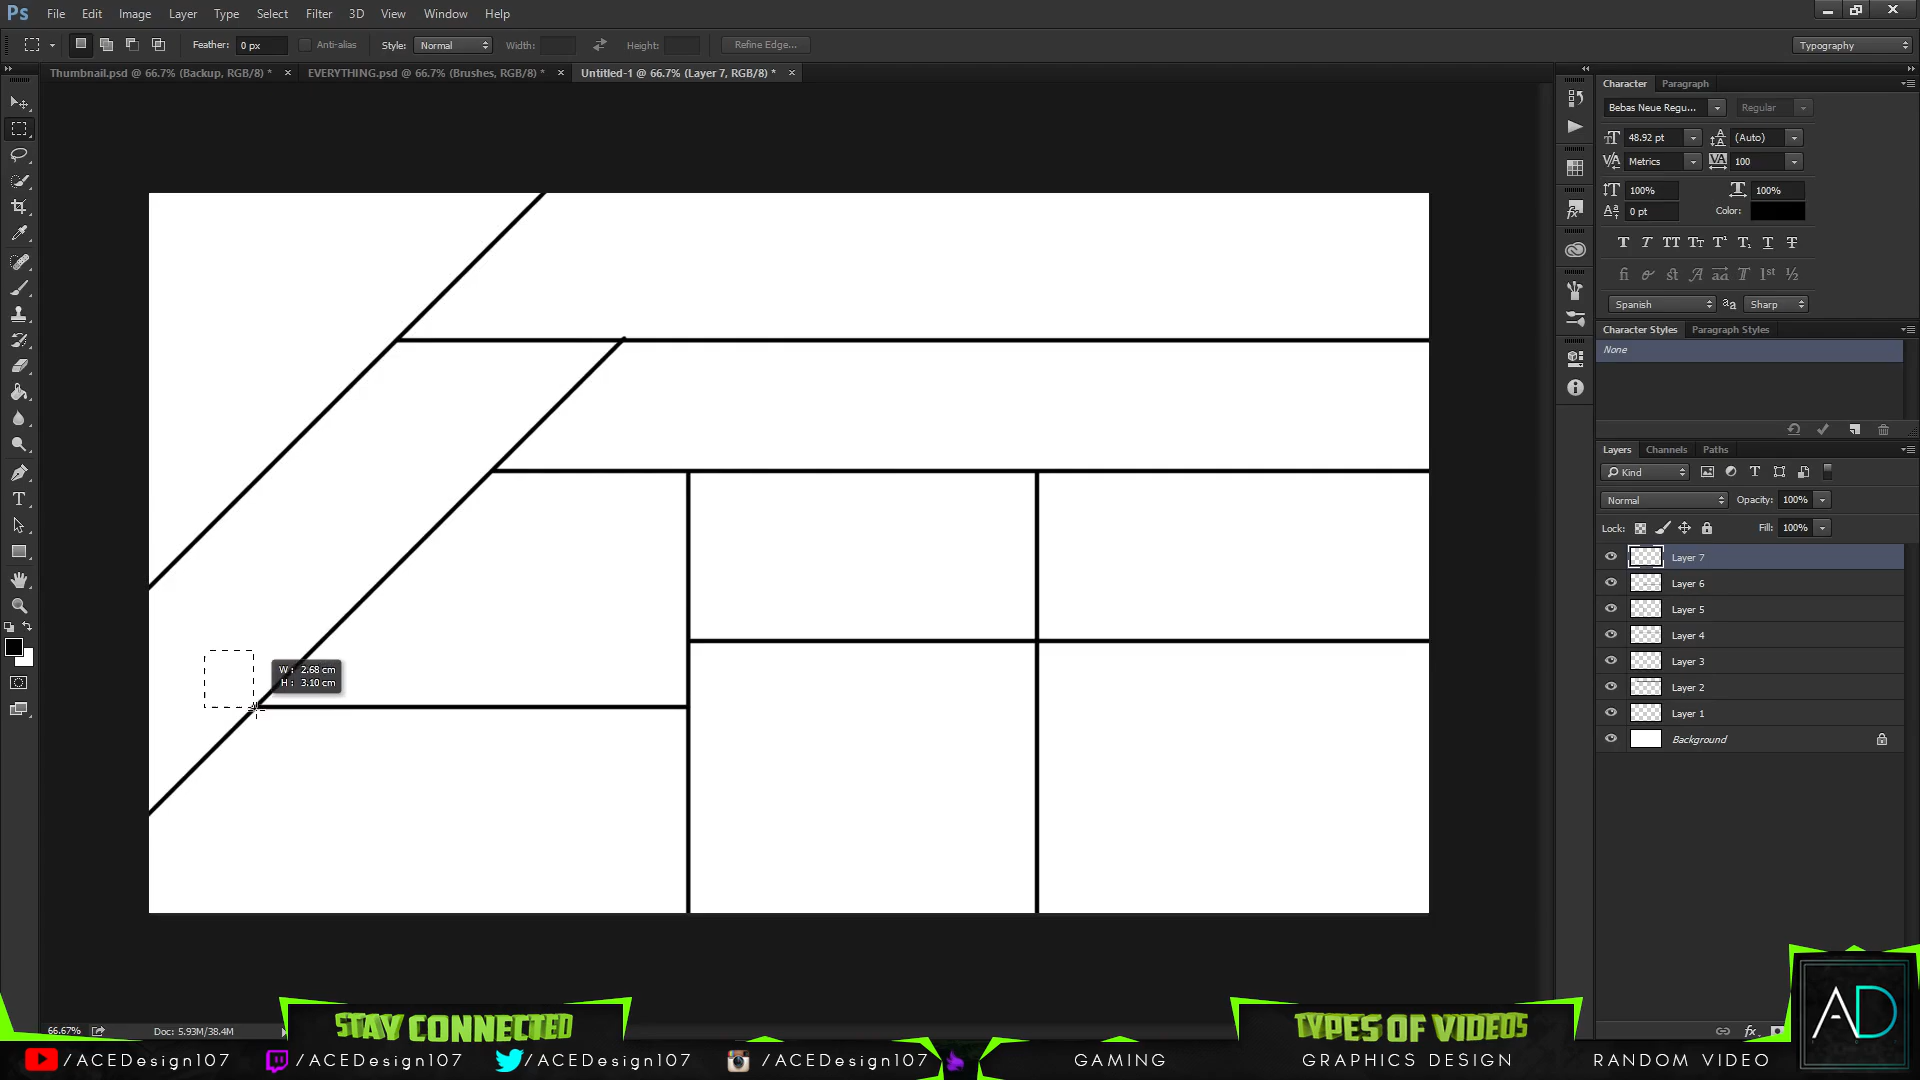 Ps File Edit Image Layer Type Select Filter 3D View Window Help
Feather: 0 px Anti-alias Style: Normal Width: Height: Refine Edge... Typography
Thumbnail.psd @ 66.7% (Backup, RGB/8) * × EVERYTHING.psd @ 66.7% (Brushes, RGB/8) * × Untitled-1 @ 66.7% (Layer 7, RGB/8) * ×
Character Paragraph
Bebas Neue Regu... Regular
48.92 pt (Auto)
Metrics 100
100% 100%
0 pt Color:
Spanish aa Sharp
Character Styles Paragraph Styles
None
Layers Channels Paths
Kind
Normal Opacity: 100%
Lock: Fill: 100%
Layer 7
Layer 6
Layer 5
Layer 4
Layer 3
Layer 2
Layer 1
Background
W: 2.68 cm
H: 3.10 cm
66.67% Doc: 5.93M/38.4M
STAY CONNECTED
TYPES OF VIDEOS
AD
/ACEDesign107 /ACEDesign107 /ACEDesign107 /ACEDesign107
GAMING GRAPHICS DESIGN RANDOM VIDEO